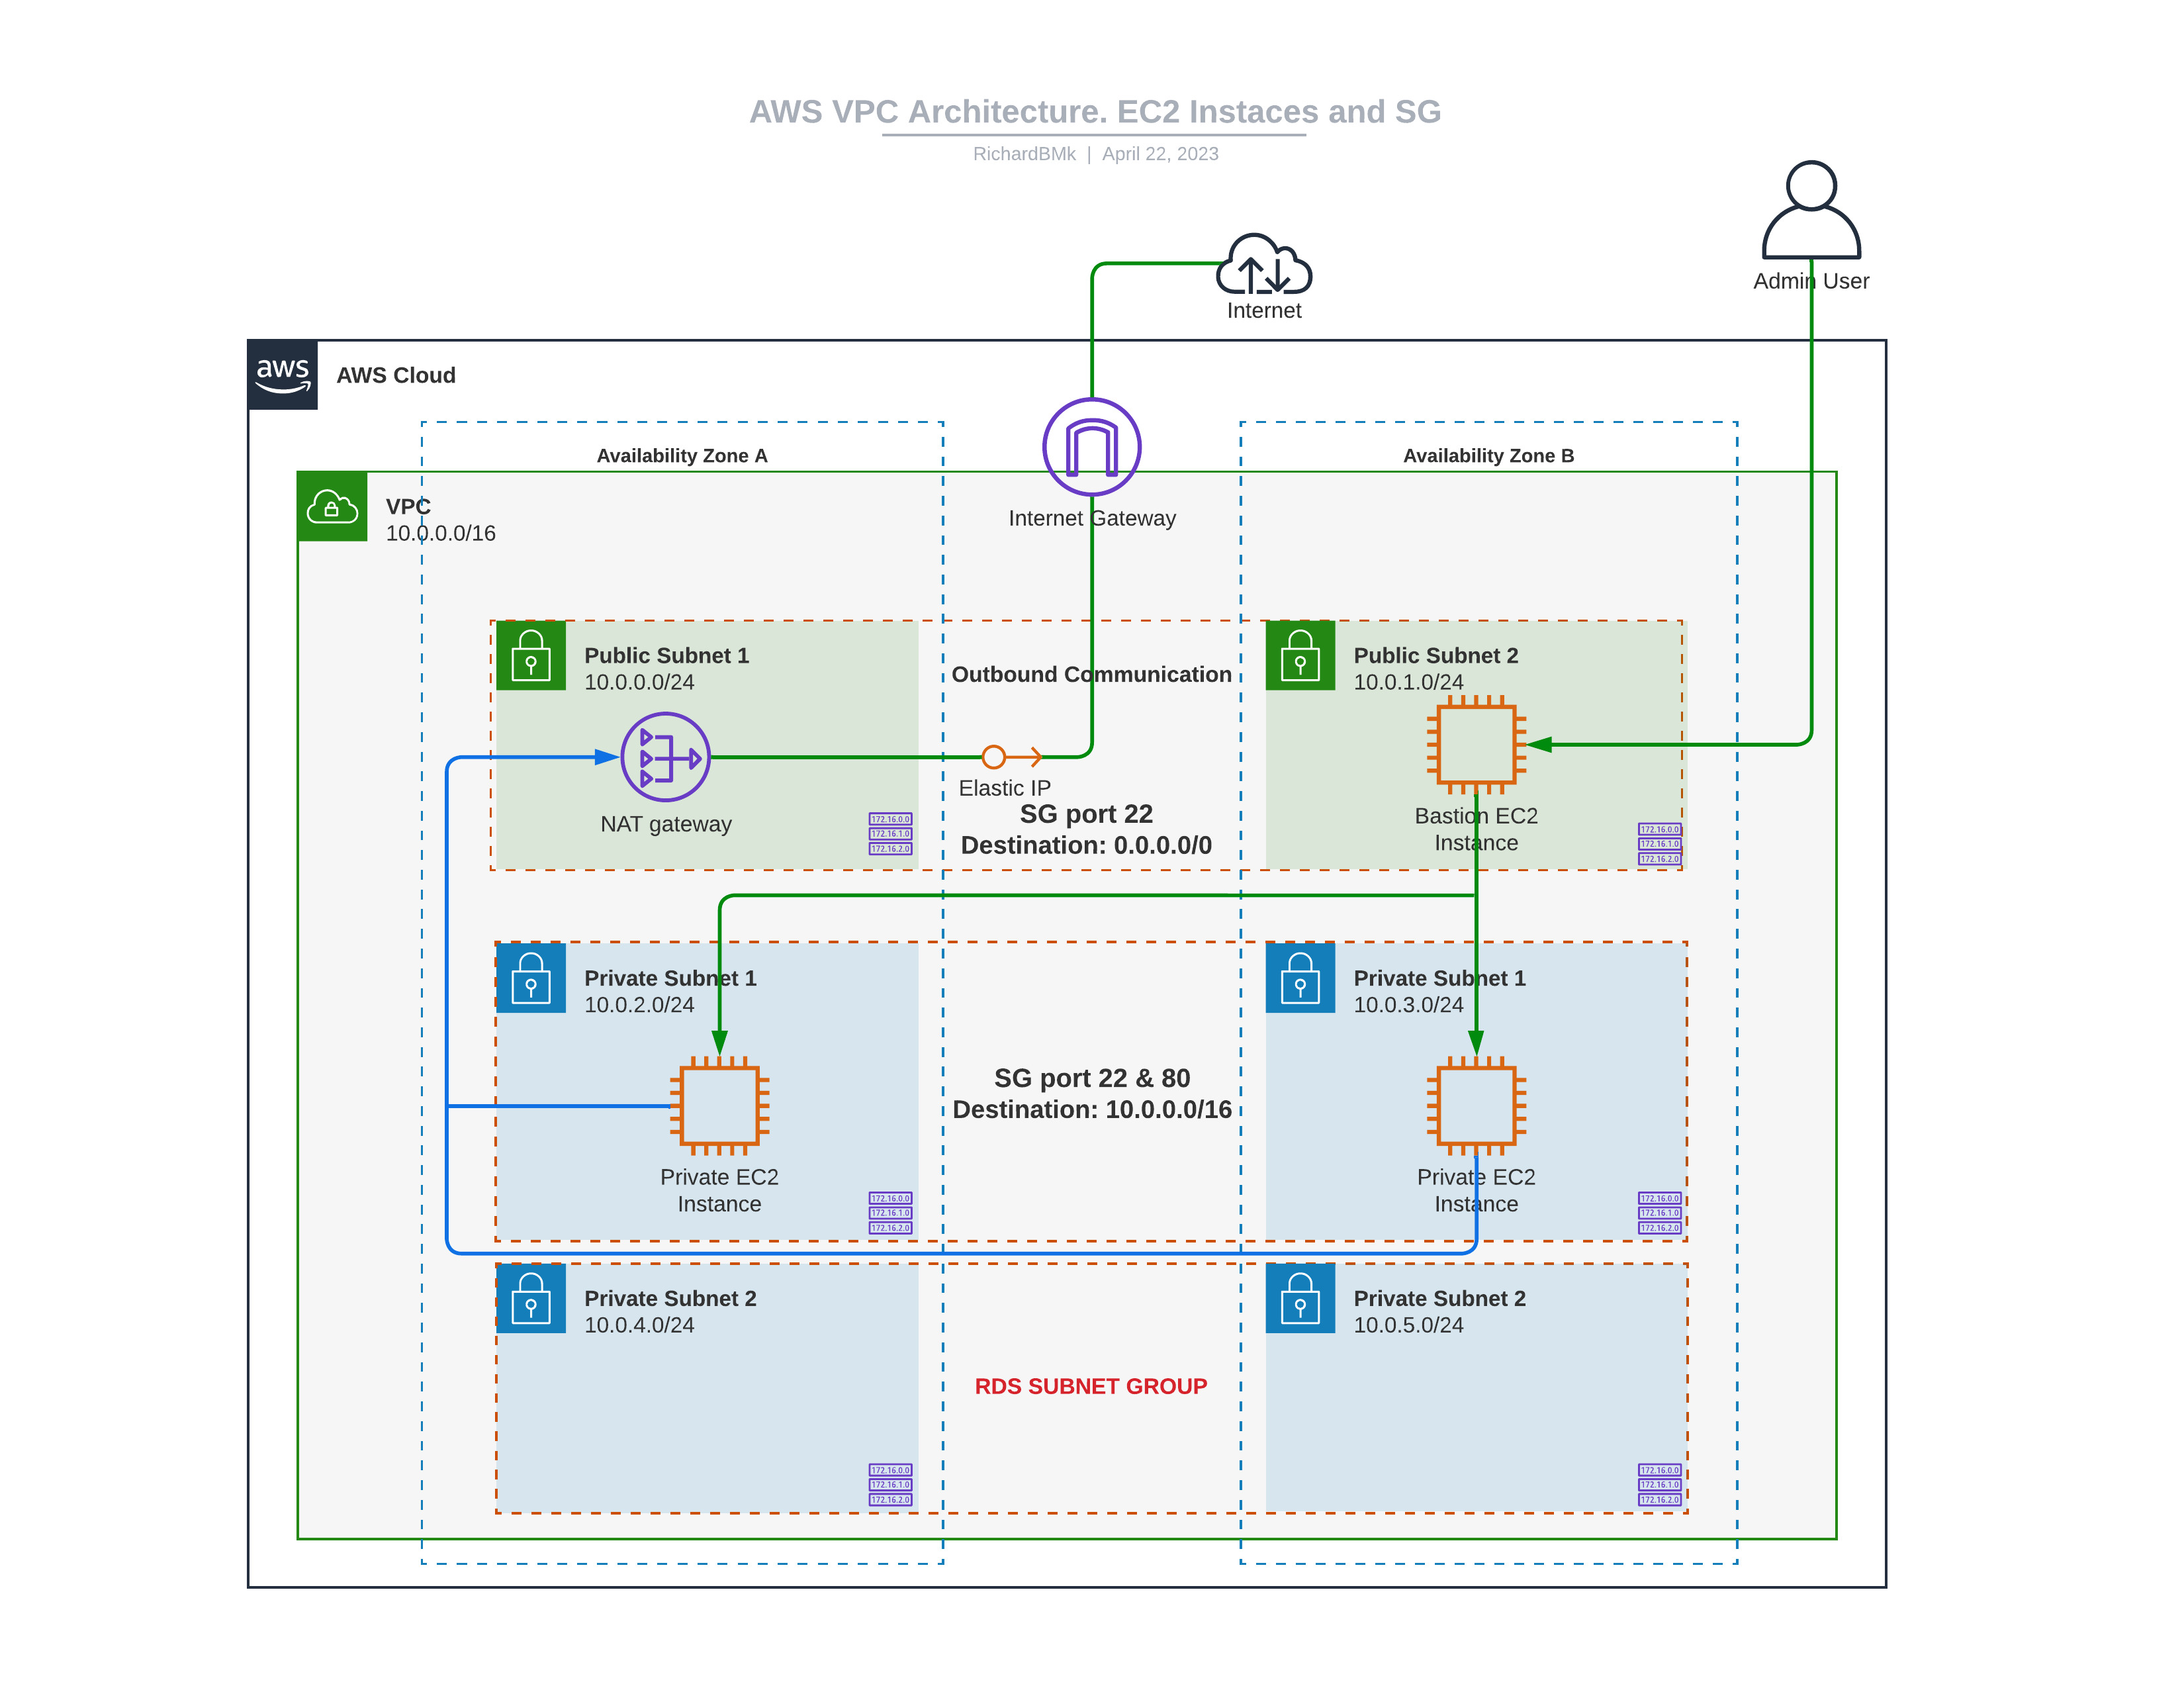 AWS VPC Architecture. EC2 Instaces and SG
RichardBMk | April 22, 2023
Internet
Admin User
aws
AWS Cloud
Availability Zone A
Availability Zone B
VPC
10.0.0.0/16
Internet Gateway
Public Subnet 1
10.0.0.0/24
NAT gateway
172.16.0.0
172.16.1.0
172.16.2.0
Outbound Communication
Elastic IP
SG port 22
Destination: 0.0.0.0/0
Public Subnet 2
10.0.1.0/24
Bastion EC2
Instance
172.16.0.0
172.16.1.0
172.16.2.0
Private Subnet 1
10.0.2.0/24
Private EC2
Instance
172.16.0.0
172.16.1.0
172.16.2.0
SG port 22 & 80
Destination: 10.0.0.0/16
Private Subnet 1
10.0.3.0/24
Private EC2
Instance
172.16.0.0
172.16.1.0
172.16.2.0
Private Subnet 2
10.0.4.0/24
172.16.0.0
172.16.1.0
172.16.2.0
RDS SUBNET GROUP
Private Subnet 2
10.0.5.0/24
172.16.0.0
172.16.1.0
172.16.2.0